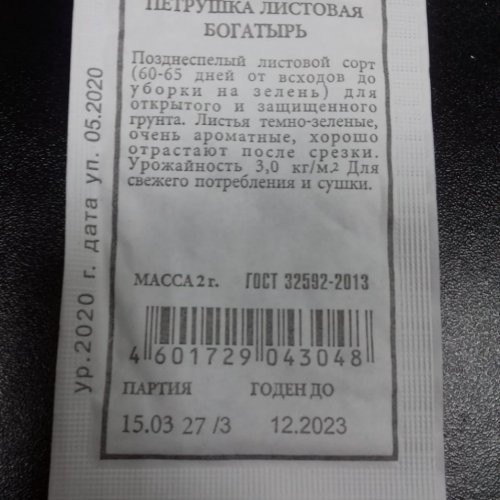 ПЕТРУШКА ЛИСТОВАЯ
БОГАТЫРЬ
Позднеспелый листовой сорт
(60-65 дней от всходов до
уборки на зелень) для
открытого и защищенного
грунта. Листья темно-зеленые,
очень ароматные, хорошо
отрастают после срезки.
Урожайность 3,0 кг/м.² Для
свежего потребления и сушки.
МАССА 2 г. ГОСТ 32592-2013
4 601729 043048
ПАРТИЯ ГОДЕН ДО
15.03 27 /3 12.2023
ур.2020 г. дата уп. 05.2020